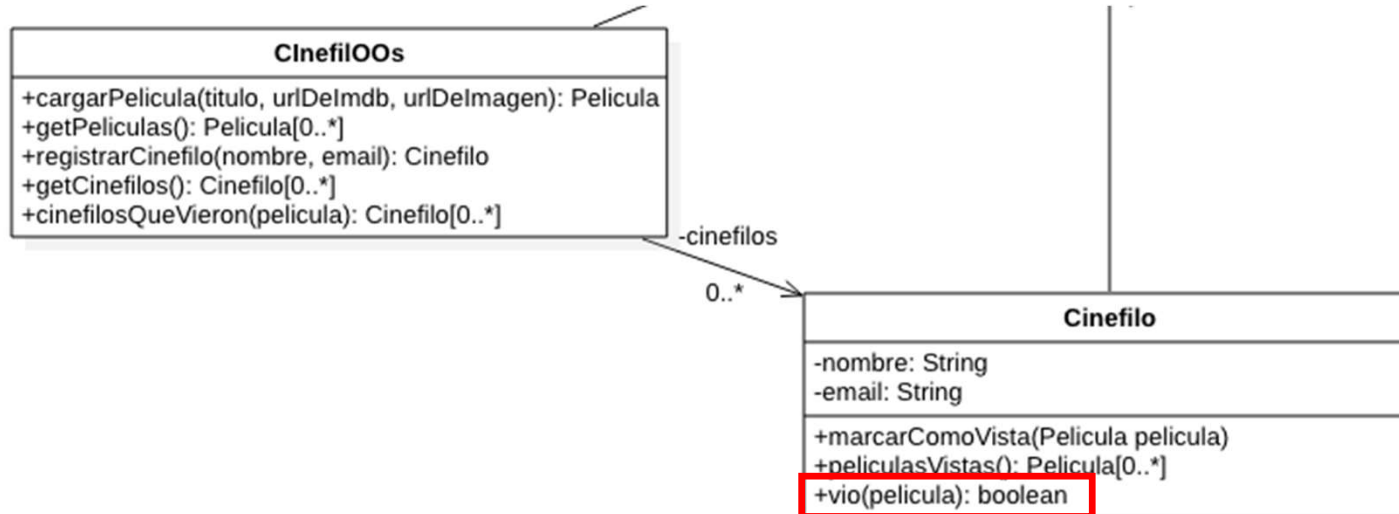 CInefilOOs
+cargarPelicula(titulo, urlDeImdb, urlDeImagen): Pelicula
+getPeliculas(): Pelicula[0..*]
+registrarCinefilo(nombre, email): Cinefilo
+getCinefilos(): Cinefilo[0..*]
+cinefilosQueVieron(pelicula): Cinefilo[0..*]
-cinefilos
0..*
Cinefilo
-nombre: String
-email: String
+marcarComoVista(Pelicula pelicula)
+peliculasVistas(): Pelicula[0..*]
+vio(pelicula): boolean